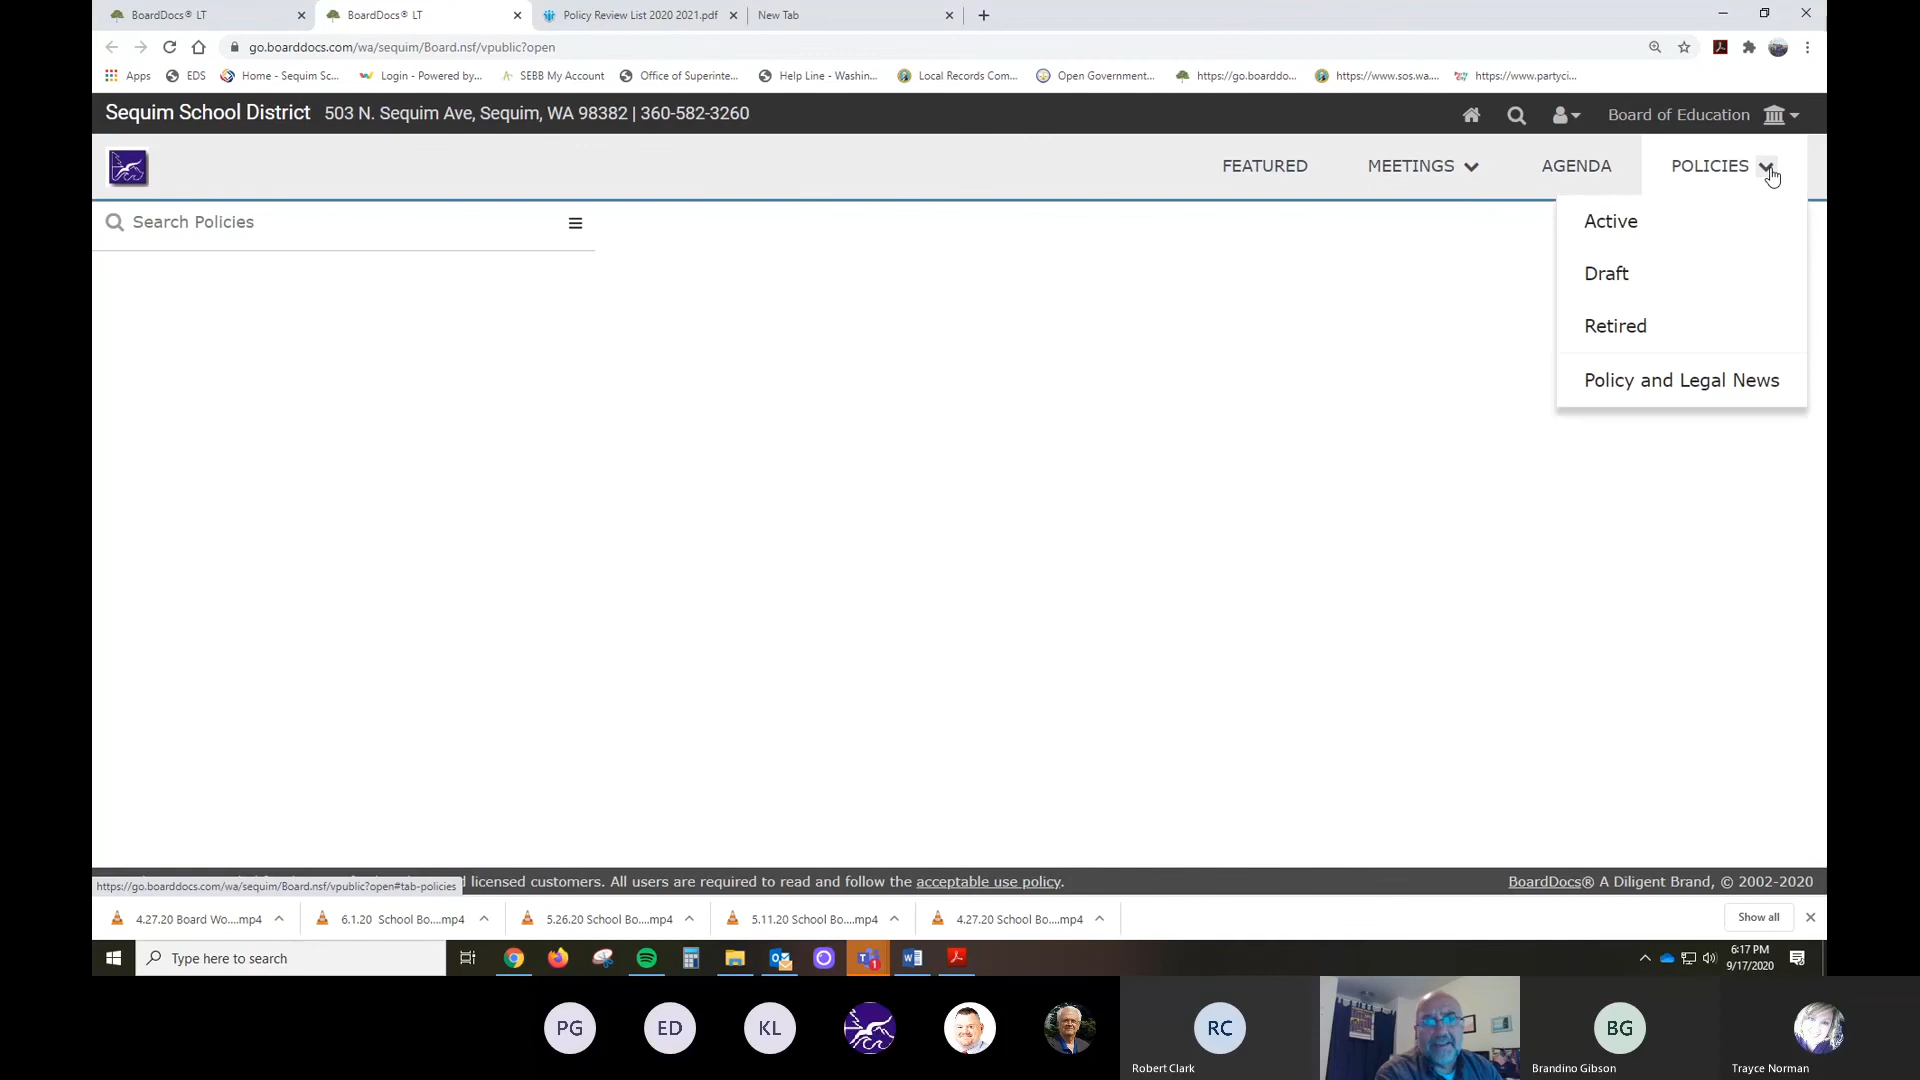 BoardDocs® LT
BoardDocs® LT
Policy Review List 2020 2021.pdf
New Tab
go.boarddocs.com/wa/sequim/Board.nsf/vpublic?open
Apps
EDS
Home - Sequim Sc...
Login - Powered by...
SEBB My Account
Office of Superinte...
Help Line - Washin...
Local Records Com...
Open Government...
https://go.boarddo...
https://www.sos.wa....
https://www.partyci...
Sequim School District 503 N. Sequim Ave, Sequim, WA 98382 | 360-582-3260
Board of Education
FEATURED
MEETINGS
AGENDA
POLICIES
Search Policies
Active
Draft
Retired
Policy and Legal News
https://go.boarddocs.com/wa/sequim/Board.nsf/vpublic?open#tab-policies
licensed customers. All users are required to read and follow the acceptable use policy.
BoardDocs® A Diligent Brand, © 2002-2020
4.27.20 Board Wo....mp4
6.1.20 School Bo....mp4
5.26.20 School Bo....mp4
5.11.20 School Bo....mp4
4.27.20 School Bo....mp4
Show all
Type here to search
6:17 PM
9/17/2020
PG
ED
KL
RC
BG
Robert Clark
Brandino Gibson
Trayce Norman